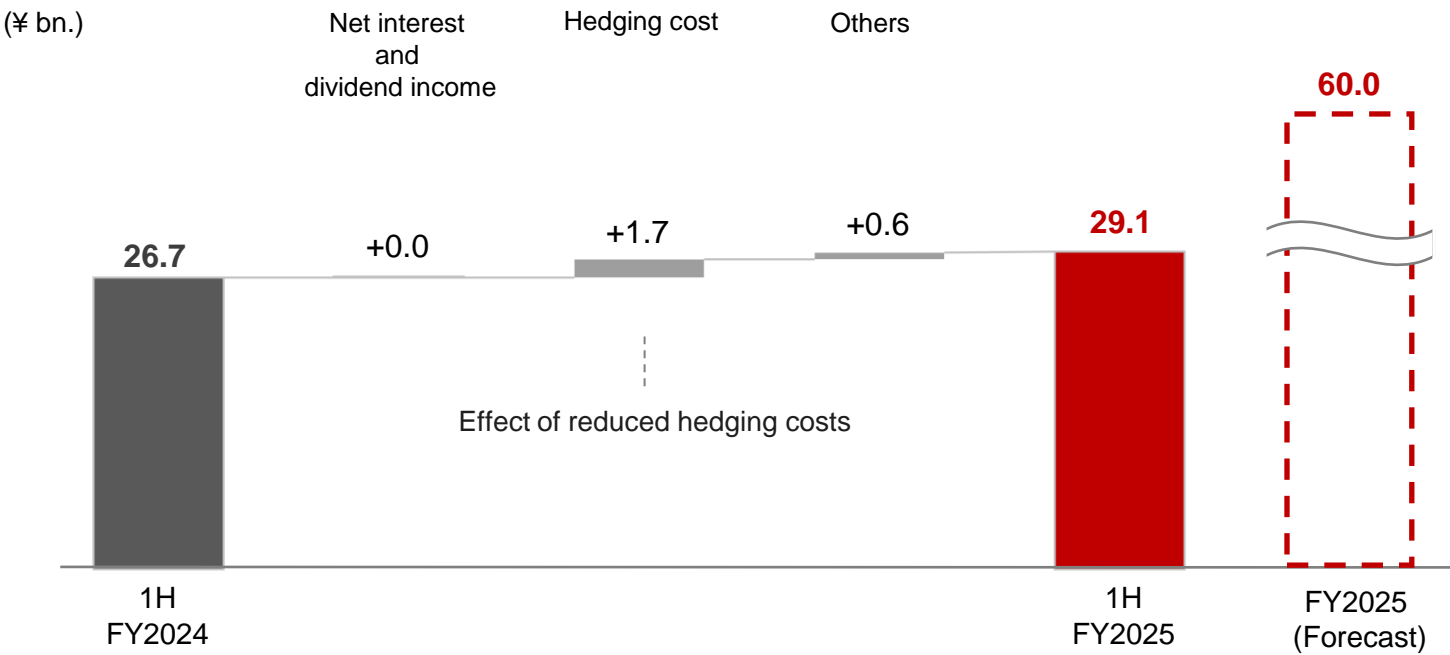 (¥ bn.)
Net interest
and
dividend income
Hedging cost
Others
60.0
26.7
+0.0
+1.7
+0.6
29.1
Effect of reduced hedging costs
1H
FY2024
1H
FY2025
FY2025
(Forecast)